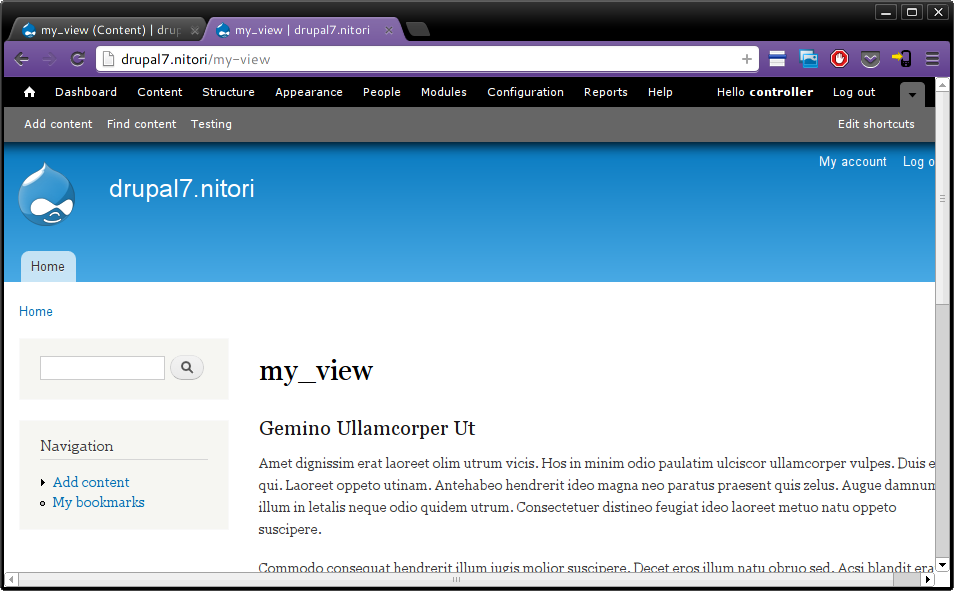 my_view (Content) | drup
my_view | drupal7.nitori
drupal7.nitori/my-view
Dashboard Content Structure Appearance People Modules Configuration Reports Help Hello controller Log out
Add content Find content Testing Edit shortcuts
My account Log o
drupal7.nitori
Home
Home
my_view
Gemino Ullamcorper Ut
Amet dignissim erat laoreet olim utrum vicis. Hos in minim odio paulatim ulciscor ullamcorper vulpes. Duis e
qui. Laoreet oppeto utinam. Antehabeo hendrerit ideo magna neo paratus praesent quis zelus. Augue damnum
illum in letalis neque odio quidem utrum. Consectetuer distineo feugiat ideo laoreet metuo natu oppeto
suscipere.
Commodo consequat hendrerit illum iugis molior suscipere. Decet eros illum natu obruo sed. Acsi blandit era
Navigation
Add content
My bookmarks